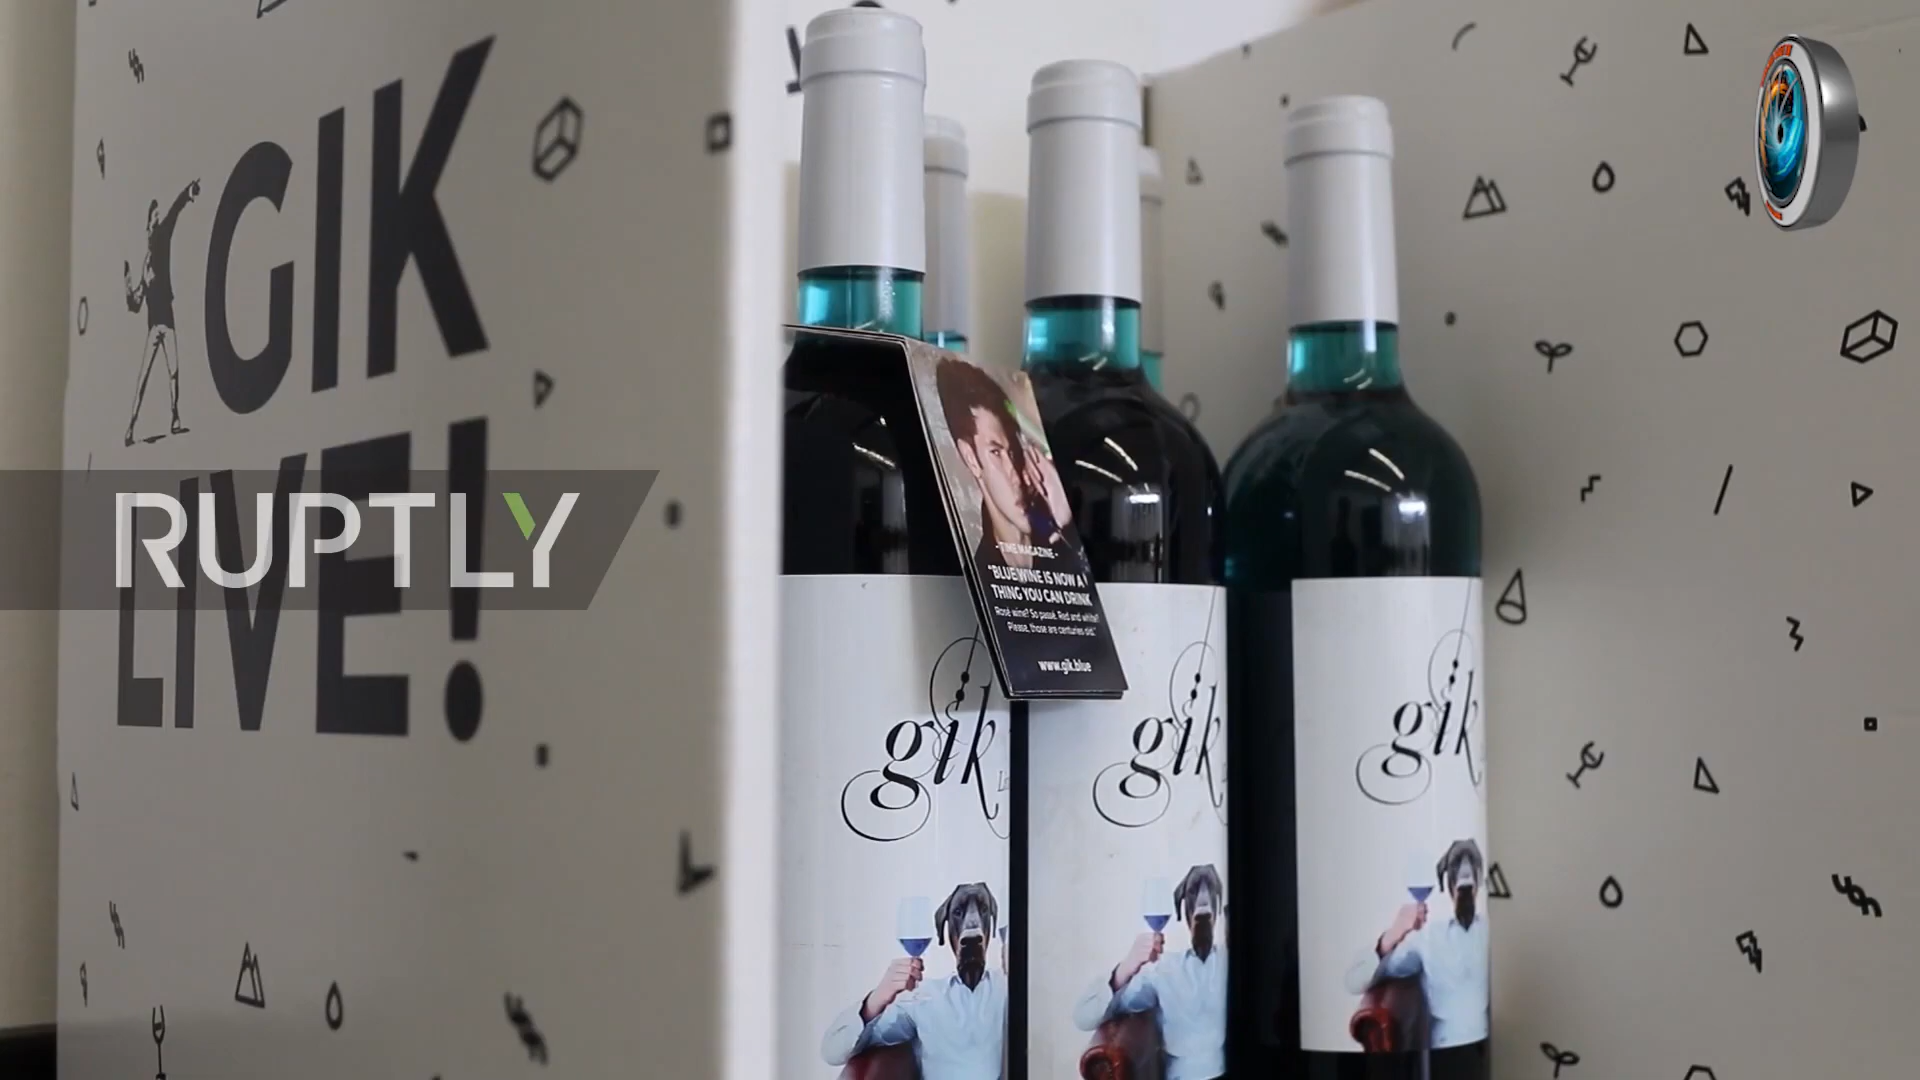 GIK
LIVE!
RUPTLY
- TIME MAGAZINE -
"BLUE WINE IS NOW A
THING YOU CAN DRINK
Rosé wine? So passé. Red and white?
Please, those are centuries old."
www.gik.blue
gik
gik
gik